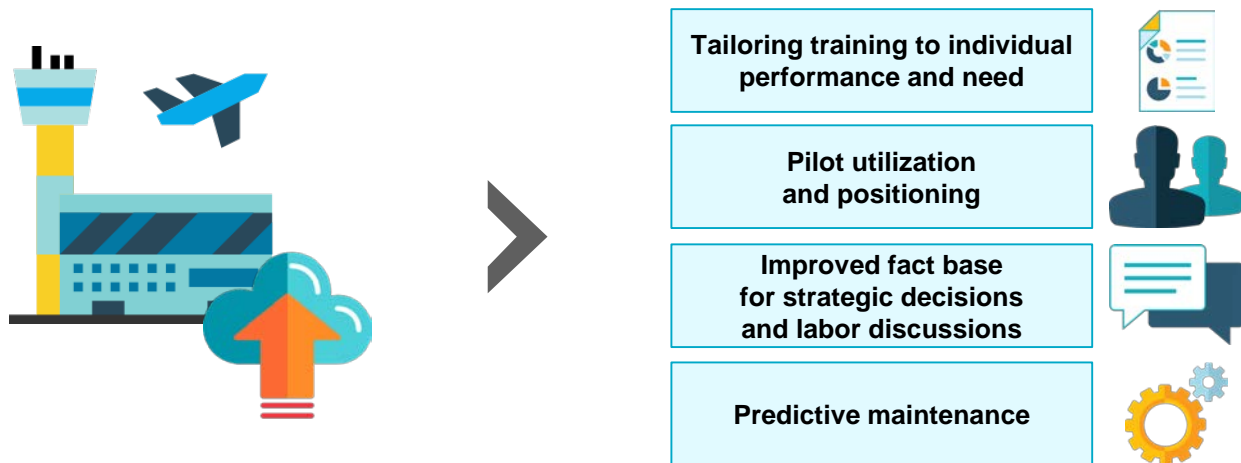 Tailoring training to individual
performance and need
Pilot utilization
and positioning
Improved fact base
for strategic decisions
and labor discussions
Predictive maintenance